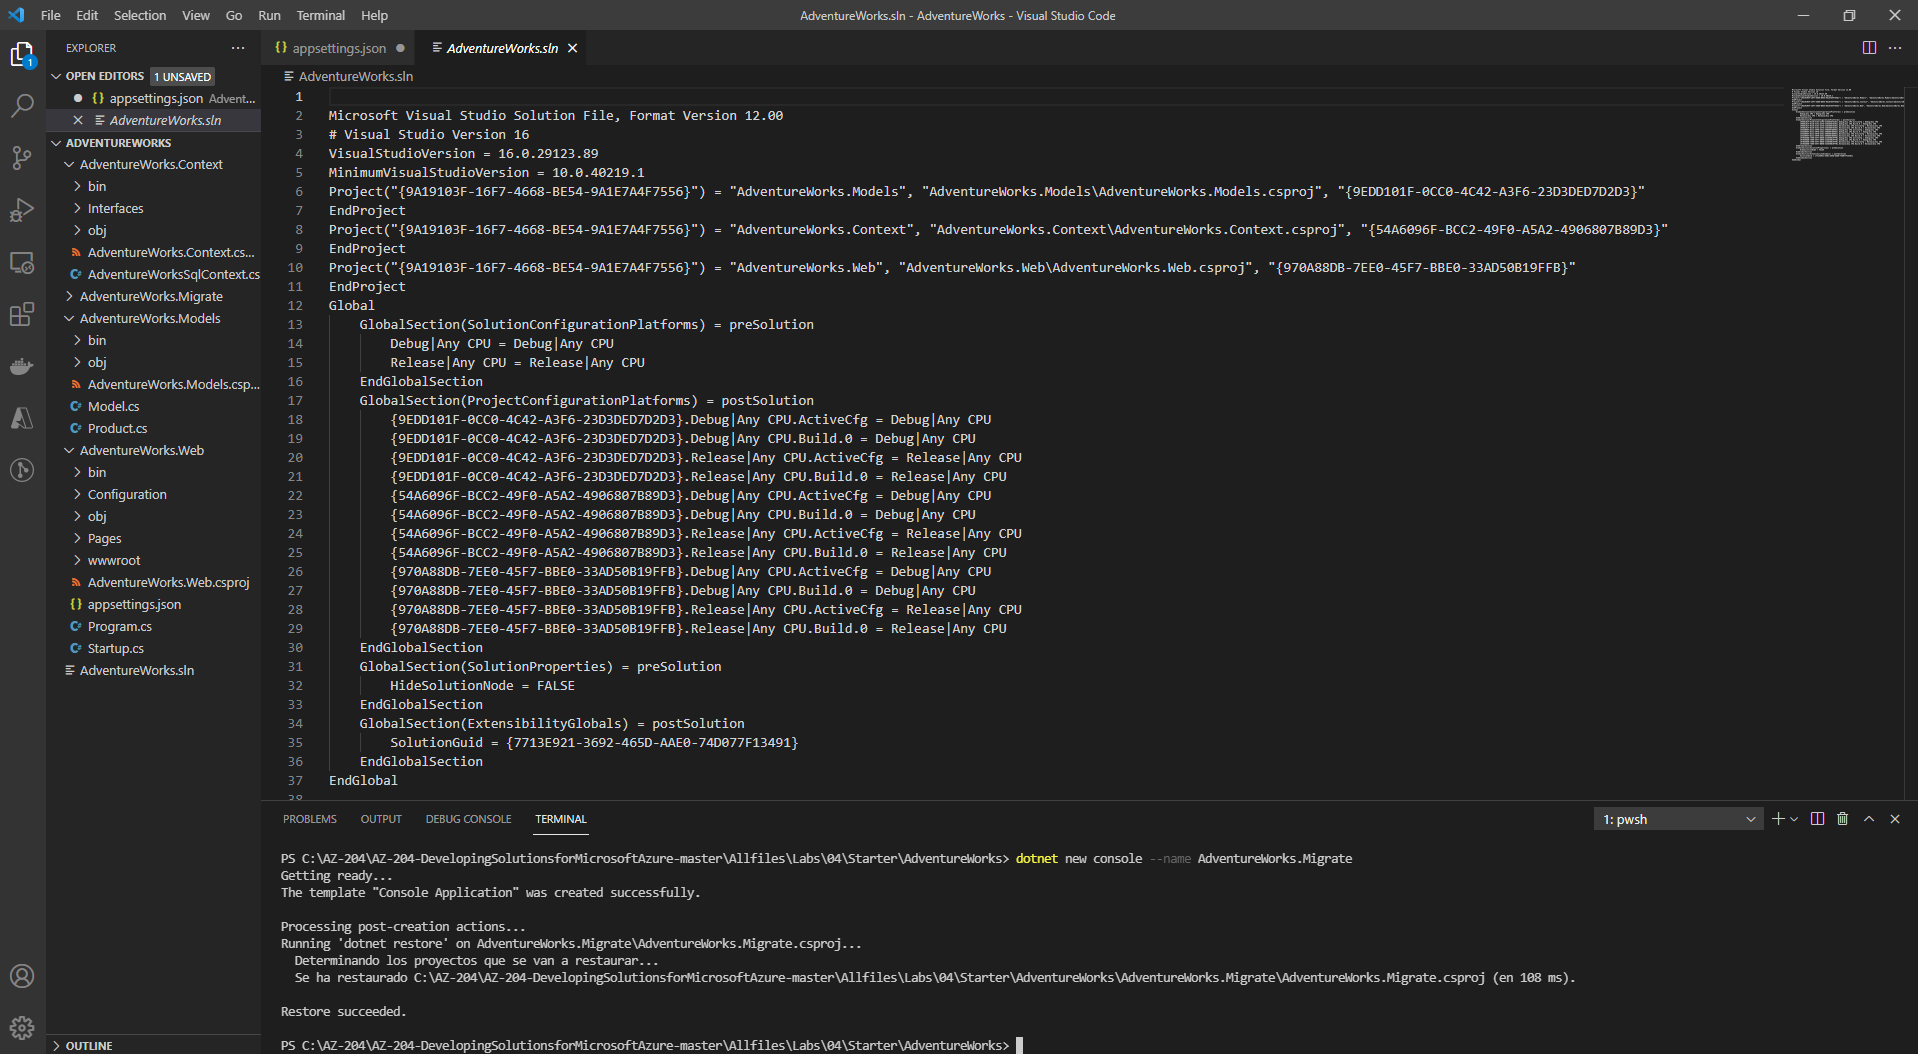 File Edit Selection View Go Run Terminal Help
AdventureWorks.sln - AdventureWorks - Visual Studio Code
EXPLORER
OPEN EDITORS 1 UNSAVED
appsettings.json Advent...
AdventureWorks.sln
ADVENTUREWORKS
AdventureWorks.Context
bin
Interfaces
obj
AdventureWorks.Context.cs...
AdventureWorksSqlContext.cs
AdventureWorks.Migrate
AdventureWorks.Models
bin
obj
AdventureWorks.Models.csp...
Model.cs
Product.cs
AdventureWorks.Web
bin
Configuration
obj
Pages
wwwroot
AdventureWorks.Web.csproj
appsettings.json
Program.cs
Startup.cs
AdventureWorks.sln
OUTLINE
1
appsettings.json
AdventureWorks.sln
AdventureWorks.sln
1
2 Microsoft Visual Studio Solution File, Format Version 12.00
3 # Visual Studio Version 16
4 VisualStudioVersion = 16.0.29123.89
5 MinimumVisualStudioVersion = 10.0.40219.1
6 Project("{9A19103F-16F7-4668-BE54-9A1E7A4F7556}") = "AdventureWorks.Models", "AdventureWorks.Models\AdventureWorks.Models.csproj", "{9EDD101F-0CC0-4C42-A3F6-23D3DED7D2D3}"
7 EndProject
8 Project("{9A19103F-16F7-4668-BE54-9A1E7A4F7556}") = "AdventureWorks.Context", "AdventureWorks.Context\AdventureWorks.Context.csproj", "{54A6096F-BCC2-49F0-A5A2-4906807B89D3}"
9 EndProject
10 Project("{9A19103F-16F7-4668-BE54-9A1E7A4F7556}") = "AdventureWorks.Web", "AdventureWorks.Web\AdventureWorks.Web.csproj", "{970A88DB-7EE0-45F7-BBE0-33AD50B19FFB}"
11 EndProject
12 Global
13 GlobalSection(SolutionConfigurationPlatforms) = preSolution
14 Debug|Any CPU = Debug|Any CPU
15 Release|Any CPU = Release|Any CPU
16 EndGlobalSection
17 GlobalSection(ProjectConfigurationPlatforms) = postSolution
18 {9EDD101F-0CC0-4C42-A3F6-23D3DED7D2D3}.Debug|Any CPU.ActiveCfg = Debug|Any CPU
19 {9EDD101F-0CC0-4C42-A3F6-23D3DED7D2D3}.Debug|Any CPU.Build.0 = Debug|Any CPU
20 {9EDD101F-0CC0-4C42-A3F6-23D3DED7D2D3}.Release|Any CPU.ActiveCfg = Release|Any CPU
21 {9EDD101F-0CC0-4C42-A3F6-23D3DED7D2D3}.Release|Any CPU.Build.0 = Release|Any CPU
22 {54A6096F-BCC2-49F0-A5A2-4906807B89D3}.Debug|Any CPU.ActiveCfg = Debug|Any CPU
23 {54A6096F-BCC2-49F0-A5A2-4906807B89D3}.Debug|Any CPU.Build.0 = Debug|Any CPU
24 {54A6096F-BCC2-49F0-A5A2-4906807B89D3}.Release|Any CPU.ActiveCfg = Release|Any CPU
25 {54A6096F-BCC2-49F0-A5A2-4906807B89D3}.Release|Any CPU.Build.0 = Release|Any CPU
26 {970A88DB-7EE0-45F7-BBE0-33AD50B19FFB}.Debug|Any CPU.ActiveCfg = Debug|Any CPU
27 {970A88DB-7EE0-45F7-BBE0-33AD50B19FFB}.Debug|Any CPU.Build.0 = Debug|Any CPU
28 {970A88DB-7EE0-45F7-BBE0-33AD50B19FFB}.Release|Any CPU.ActiveCfg = Release|Any CPU
29 {970A88DB-7EE0-45F7-BBE0-33AD50B19FFB}.Release|Any CPU.Build.0 = Release|Any CPU
30 EndGlobalSection
31 GlobalSection(SolutionProperties) = preSolution
32 HideSolutionNode = FALSE
33 EndGlobalSection
34 GlobalSection(ExtensibilityGlobals) = postSolution
35 SolutionGuid = {7713E921-3692-465D-AAE0-74D077F13491}
36 EndGlobalSection
37 EndGlobal
38
PROBLEMS OUTPUT DEBUG CONSOLE TERMINAL
1: pwsh
PS C:\AZ-204\AZ-204-DevelopingSolutionsforMicrosoftAzure-master\Allfiles\Labs\04\Starter\AdventureWorks> dotnet new console --name AdventureWorks.Migrate
Getting ready...
The template "Console Application" was created successfully.
Processing post-creation actions...
Running 'dotnet restore' on AdventureWorks.Migrate\AdventureWorks.Migrate.csproj...
Determinando los proyectos que se van a restaurar...
Se ha restaurado C:\AZ-204\AZ-204-DevelopingSolutionsforMicrosoftAzure-master\Allfiles\Labs\04\Starter\AdventureWorks\AdventureWorks.Migrate\AdventureWorks.Migrate.csproj (en 108 ms).
Restore succeeded.
PS C:\AZ-204\AZ-204-DevelopingSolutionsforMicrosoftAzure-master\Allfiles\Labs\04\Starter\AdventureWorks>